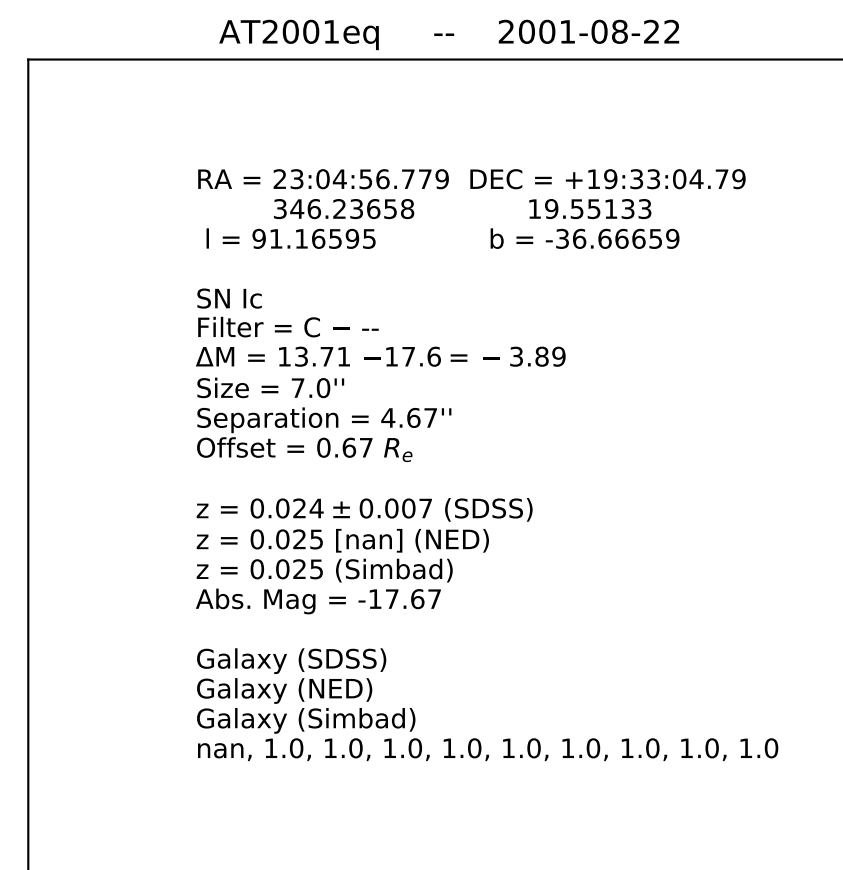 AT2001eq -- 2001-08-22
RA = 23:04:56.779 DEC = +19:33:04.79
346.23658 19.55133
l = 91.16595 b = -36.66659
SN Ic
Filter = C − --
ΔM = 13.71 −17.6 = − 3.89
Size = 7.0''
Separation = 4.67''
Offset = 0.67 Rₑ
z = 0.024 ± 0.007 (SDSS)
z = 0.025 [nan] (NED)
z = 0.025 (Simbad)
Abs. Mag = -17.67
Galaxy (SDSS)
Galaxy (NED)
Galaxy (Simbad)
nan, 1.0, 1.0, 1.0, 1.0, 1.0, 1.0, 1.0, 1.0, 1.0